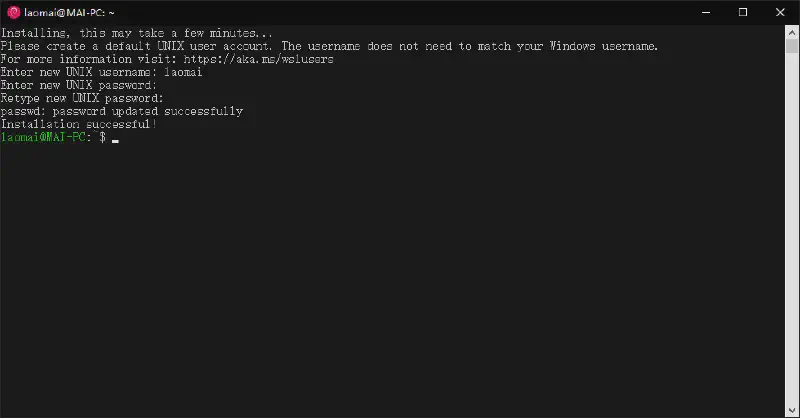 laomai@MAI-PC: ~
Installing, this may take a few minutes...
Please create a default UNIX user account. The username does not need to match your Windows username.
For more information visit: https://aka.ms/wslusers
Enter new UNIX username: laomai
Enter new UNIX password:
Retype new UNIX password:
passwd: password updated successfully
Installation successful!
laomai@MAI-PC:~$